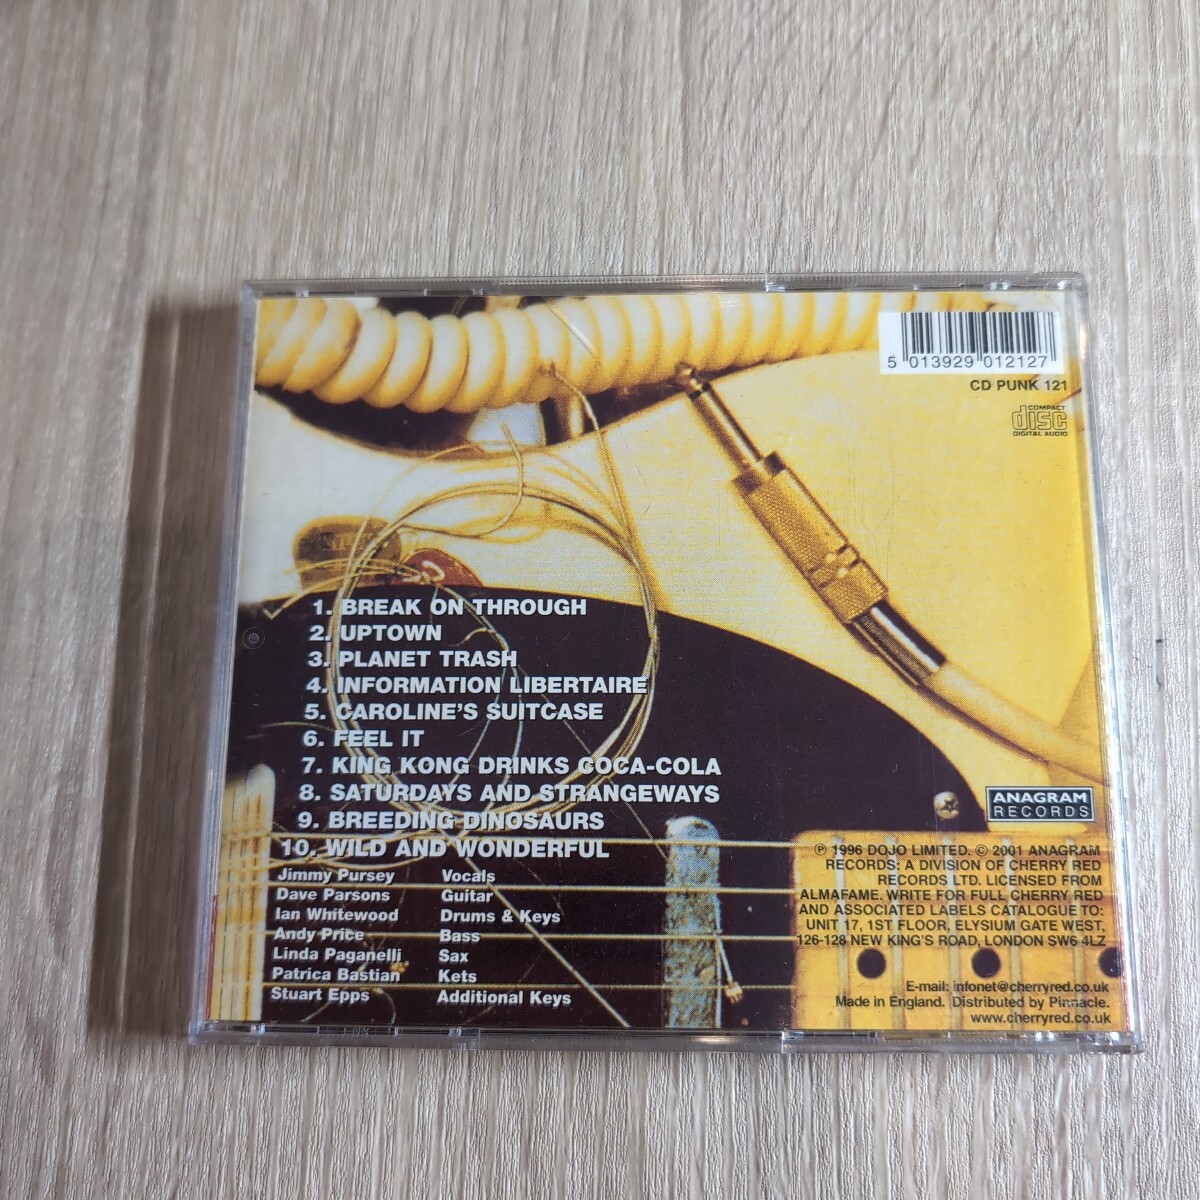 5 013929 012127
CD PUNK 121
COMPACT
disc
DIGITAL AUDIO
1. BREAK ON THROUGH
2. UPTOWN
3. PLANET TRASH
4. INFORMATION LIBERTAIRE
5. CAROLINE'S SUITCASE
6. FEEL IT
7. KING KONG DRINKS COCA-COLA
8. SATURDAYS AND STRANGEWAYS
9. BREEDING DINOSAURS
10. WILD AND WONDERFUL
Jimmy Pursey Vocals
Dave Parsons Guitar
Ian Whitewood Drums & Keys
Andy Price Bass
Linda Paganelli Sax
Patrica Bastian Kets
Stuart Epps Additional Keys
ANAGRAM
RECORDS
℗ 1996 DOJO LIMITED. © 2001 ANAGRAM
RECORDS: A DIVISION OF CHERRY RED
RECORDS LTD. LICENSED FROM
ALMAFAME. WRITE FOR FULL CHERRY RED
AND ASSOCIATED LABELS CATALOGUE TO:
UNIT 17, 1ST FLOOR, ELYSIUM GATE WEST,
126-128 NEW KING'S ROAD, LONDON SW6 4LZ
E-mail: infonet@cherryred.co.uk
Made in England. Distributed by Pinnacle.
www.cherryred.co.uk